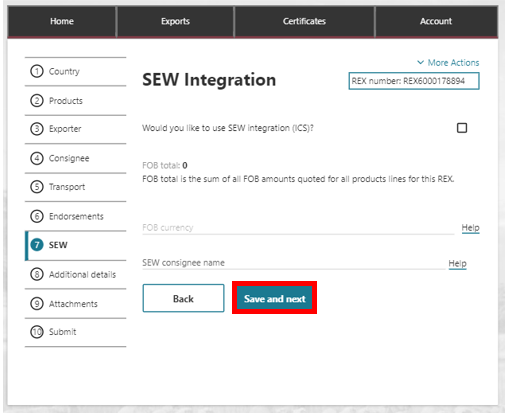 Home Exports Certificates Account
1 Country
2 Products
3 Exporter
4 Consignee
5 Transport
6 Endorsements
7 SEW
8 Additional details
9 Attachments
10 Submit
More Actions
SEW Integration
REX number: REX6000178894
Would you like to use SEW integration (ICS)?
FOB total: 0
FOB total is the sum of all FOB amounts quoted for all products lines for this REX.
FOB currency Help
SEW consignee name Help
Back Save and next